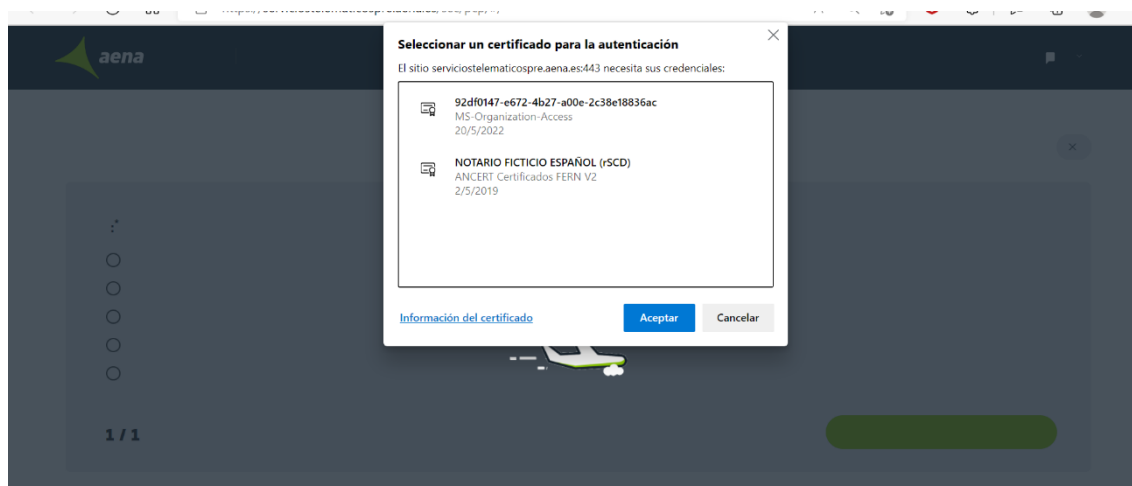 aena
Seleccionar un certificado para la autenticación
El sitio serviciostelematicospre.aena.es:443 necesita sus credenciales:
92df0147-e672-4b27-a00e-2c38e18836ac
MS-Organization-Access
20/5/2022
NOTARIO FICTICIO ESPAÑOL (rSCD)
ANCERT Certificados FERN V2
2/5/2019
Información del certificado
Aceptar
Cancelar
1 / 1